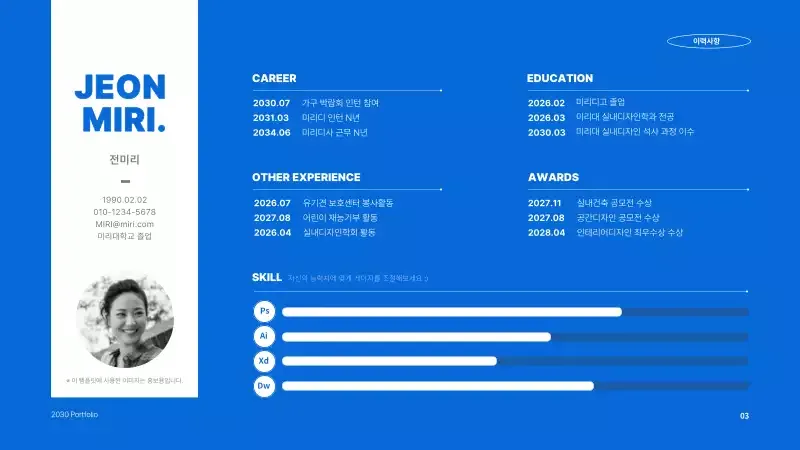 이력사항
JEON
MIRI.
전미리
1990.02.02
010-1234-5678
MIRI@miri.com
미리대학교 졸업
※ 이 템플릿에 사용된 이미지는 홍보용입니다.
CAREER
2030.07 가구 박람회 인턴 참여
2031.03 미리디 인턴 N년
2034.06 미리디사 근무 N년
EDUCATION
2026.02 미리디고 졸업
2026.03 미리대 실내디자인학과 전공
2030.03 미리대 실내디자인 석사 과정 이수
OTHER EXPERIENCE
2026.07 유기견 보호센터 봉사활동
2027.08 어린이 재능기부 활동
2026.04 실내디자인학회 활동
AWARDS
2027.11 실내건축 공모전 수상
2027.08 공간디자인 공모전 수상
2028.04 인테리어디자인 최우수상 수상
SKILL 자신의 능력치에 맞게 게이지를 조절해보세요 :)
Ps
Ai
Xd
Dw
2030 Portfolio
03